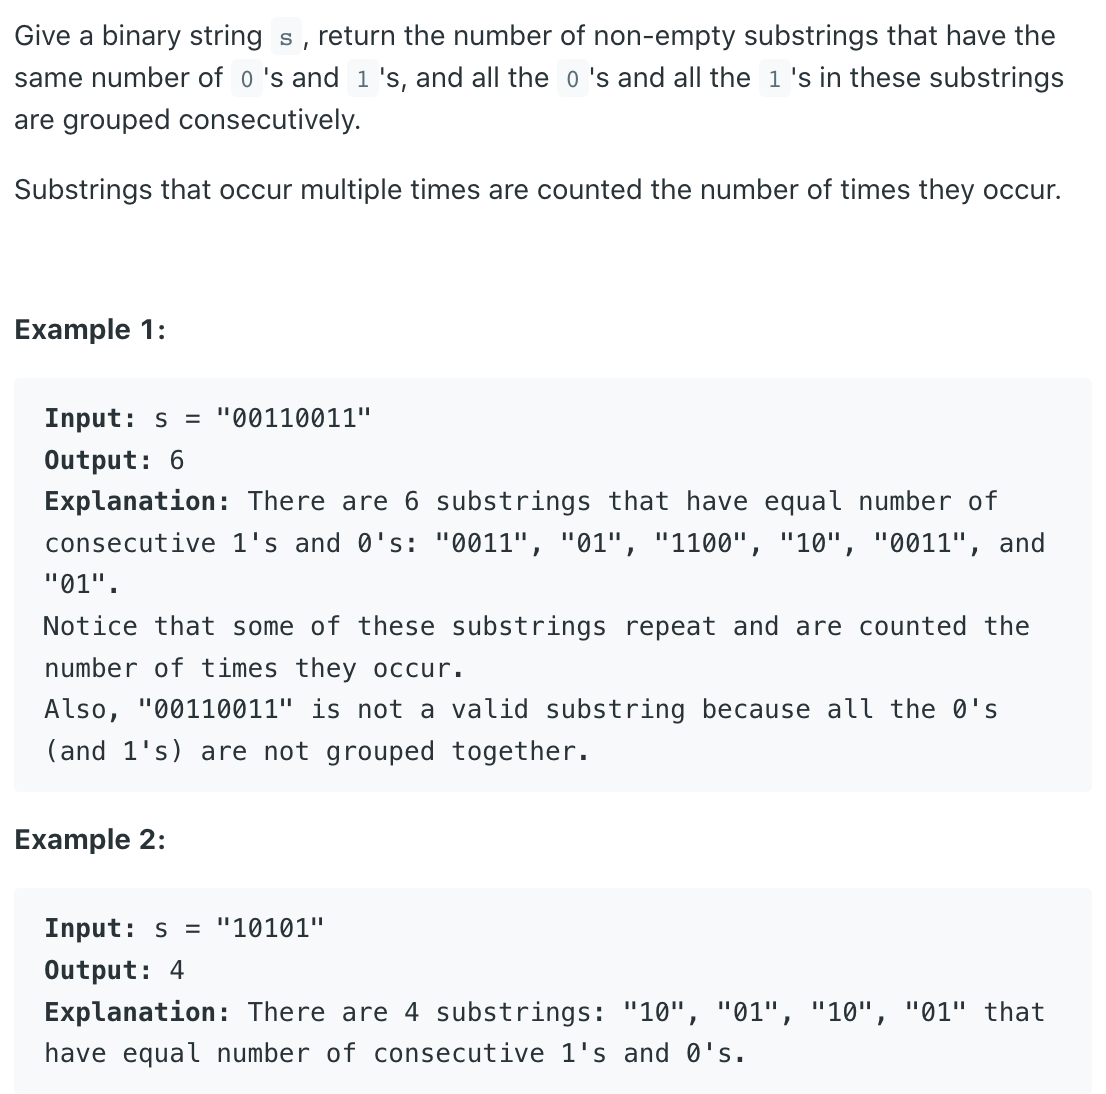 Give a binary string s, return the number of non-empty substrings that have the
same number of 0's and 1's, and all the 0's and all the 1's in these substrings
are grouped consecutively.
Substrings that occur multiple times are counted the number of times they occur.
Example 1:
Input: s = "00110011"
Output: 6
Explanation: There are 6 substrings that have equal number of
consecutive 1's and 0's: "0011", "01", "1100", "10", "0011", and
"01".
Notice that some of these substrings repeat and are counted the
number of times they occur.
Also, "00110011" is not a valid substring because all the 0's
(and 1's) are not grouped together.
Example 2:
Input: s = "10101"
Output: 4
Explanation: There are 4 substrings: "10", "01", "10", "01" that
have equal number of consecutive 1's and 0's.